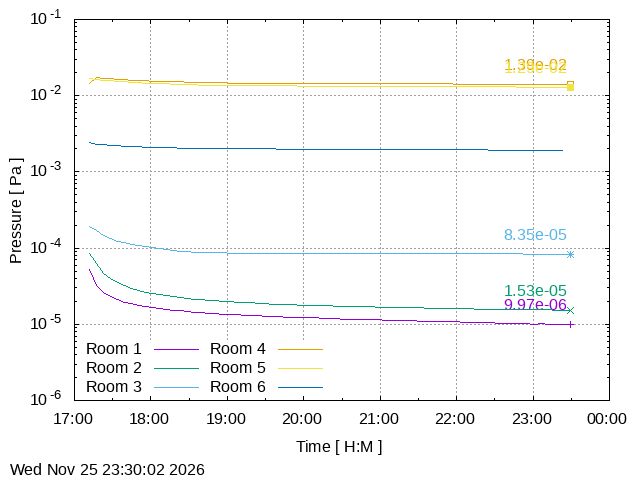 10^-1
10^-2
10^-3
10^-4
10^-5
10^-6
Pressure [ Pa ]
1.39e-02
8.35e-05
1.53e-05
9.97e-06
Room 1 Room 4
Room 2 Room 5
Room 3 Room 6
17:00 18:00 19:00 20:00 21:00 22:00 23:00 00:00
Time [ H:M ]
Wed Nov 25 23:30:02 2026